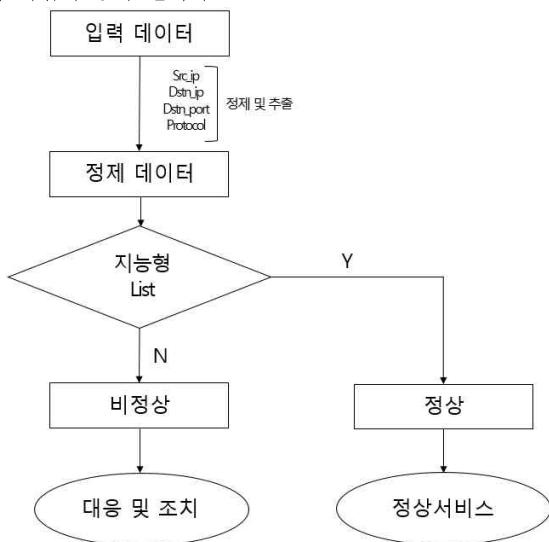 입력 데이터
Src_ip
Dstn_ip
Dstn_port
Protocol
정제 및 추출
정제 데이터
지능형
List
Y
N
비정상
정상
대응 및 조치
정상서비스